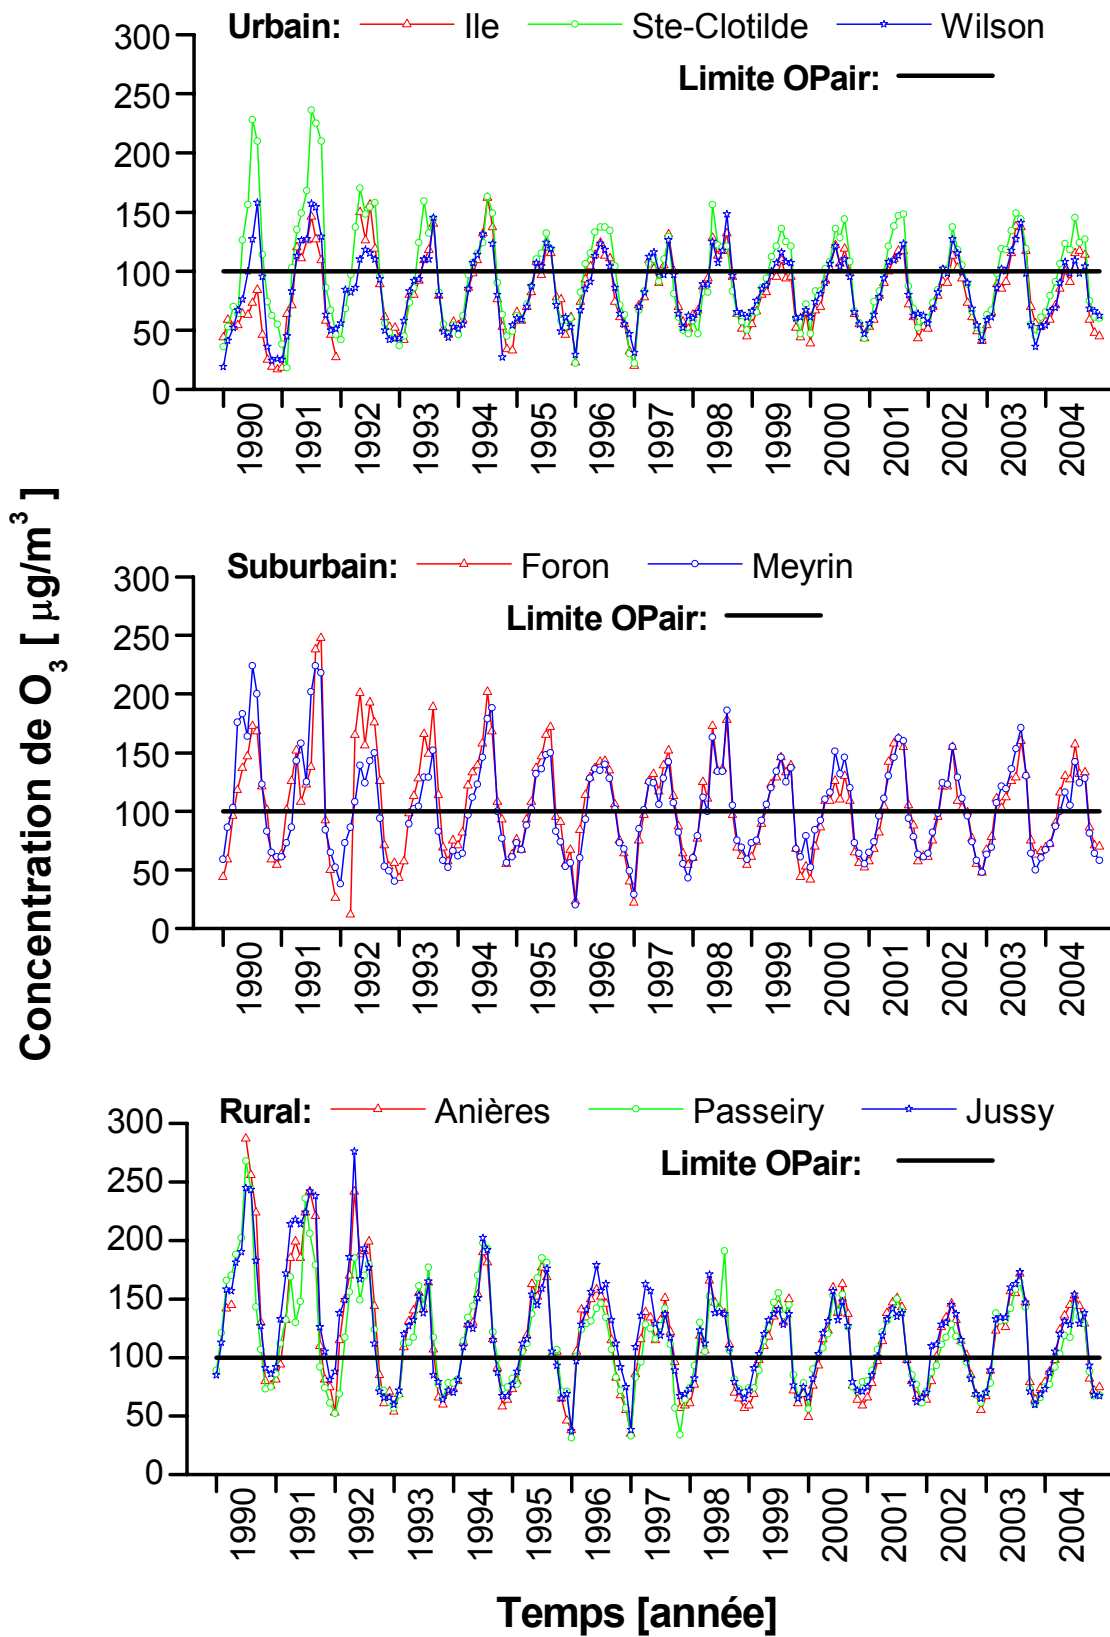 Urbain: Ile Ste-Clotilde Wilson
Limite OPair:
300
250
200
150
100
50
0
1990 1991 1992 1993 1994 1995 1996 1997 1998 1999 2000 2001 2002 2003 2004
Concentration de O₃ [ µg/m³ ]
Suburbain: Foron Meyrin
Limite OPair:
300
250
200
150
100
50
0
1990 1991 1992 1993 1994 1995 1996 1997 1998 1999 2000 2001 2002 2003 2004
Rural: Anières Passeiry Jussy
Limite OPair:
300
250
200
150
100
50
0
1990 1991 1992 1993 1994 1995 1996 1997 1998 1999 2000 2001 2002 2003 2004
Temps [année]